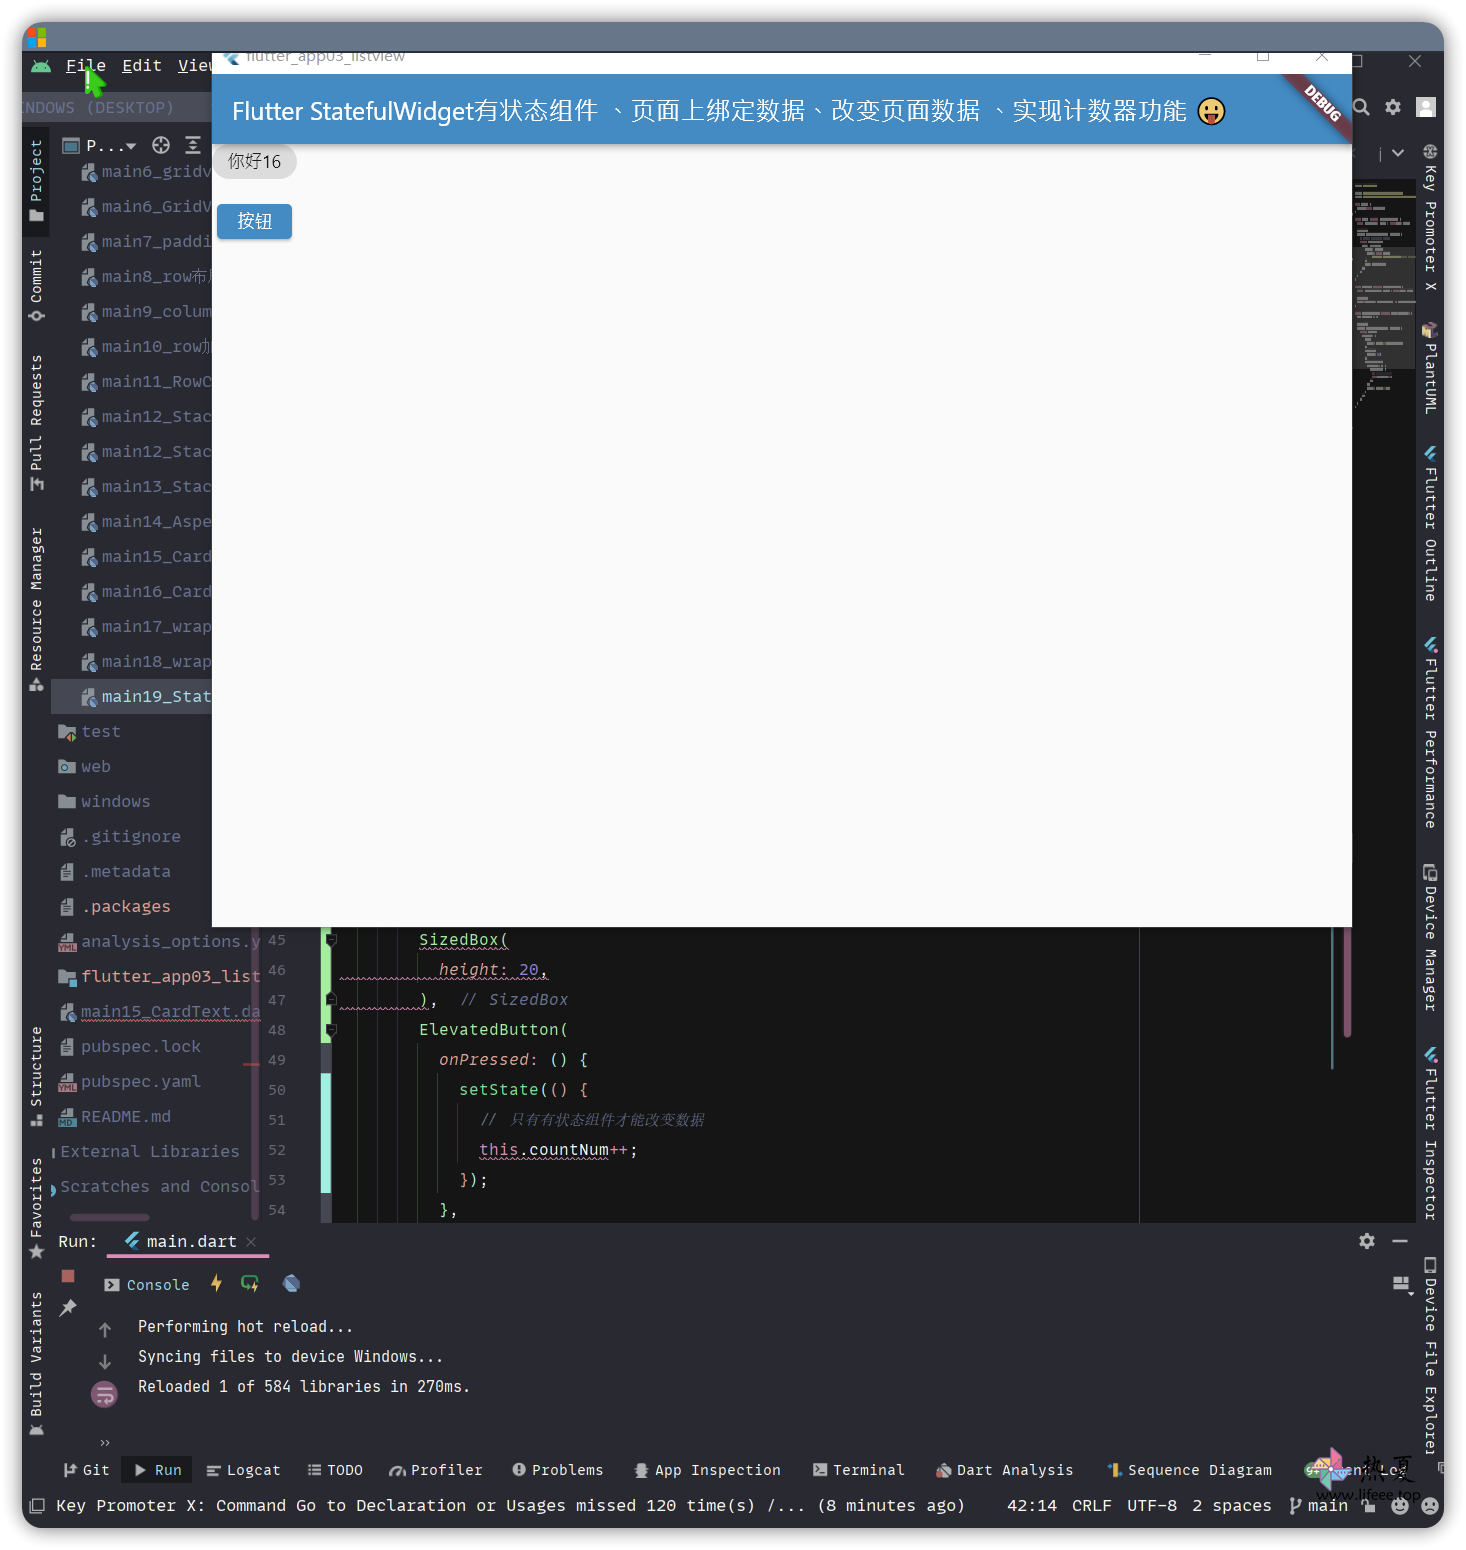 flutter_app03_listview
File Edit View
INDOWS (DESKTOP)
Flutter StatefulWidget有状态组件 、页面上绑定数据、改变页面数据 、实现计数器功能 😛
DEBUG
你好16
按钮
Project
Commit
Pull Requests
Resource Manager
Structure
Favorites
Build Variants
P...
main6_gridv
main6_GridV
main7_paddi
main8_row布
main9_colum
main10_row加
main11_RowC
main12_Stac
main12_Stac
main13_Stac
main14_Aspe
main15_Card
main16_Card
main17_wrap
main18_wrap
main19_Stat
test
web
windows
.gitignore
.metadata
.packages
analysis_options.y
flutter_app03_list
main15_CardText.da
pubspec.lock
pubspec.yaml
README.md
External Libraries
Scratches and Consol
45 SizedBox(
46 height: 20,
47 ), // SizedBox
48 ElevatedButton(
49 onPressed: () {
50 setState(() {
51 // 只有有状态组件才能改变数据
52 this.countNum++;
53 });
54 },
Key Promoter X
PlantUML
Flutter Outline
Flutter Performance
Device Manager
Flutter Inspector
Device File Explorer
Run: main.dart
Console
Performing hot reload...
Syncing files to device Windows...
Reloaded 1 of 584 libraries in 270ms.
»
Git Run Logcat TODO Profiler Problems App Inspection Terminal Dart Analysis Sequence Diagram
热夏
www.lifeee.top
Key Promoter X: Command Go to Declaration or Usages missed 120 time(s) /... (8 minutes ago) 42:14 CRLF UTF-8 2 spaces main